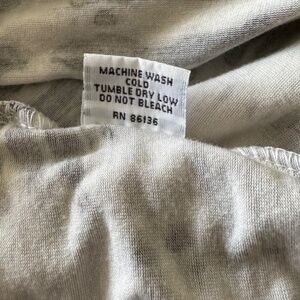 MACHINE WASH
COLD
TUMBLE DRY LOW
DO NOT BLEACH
RN 86136